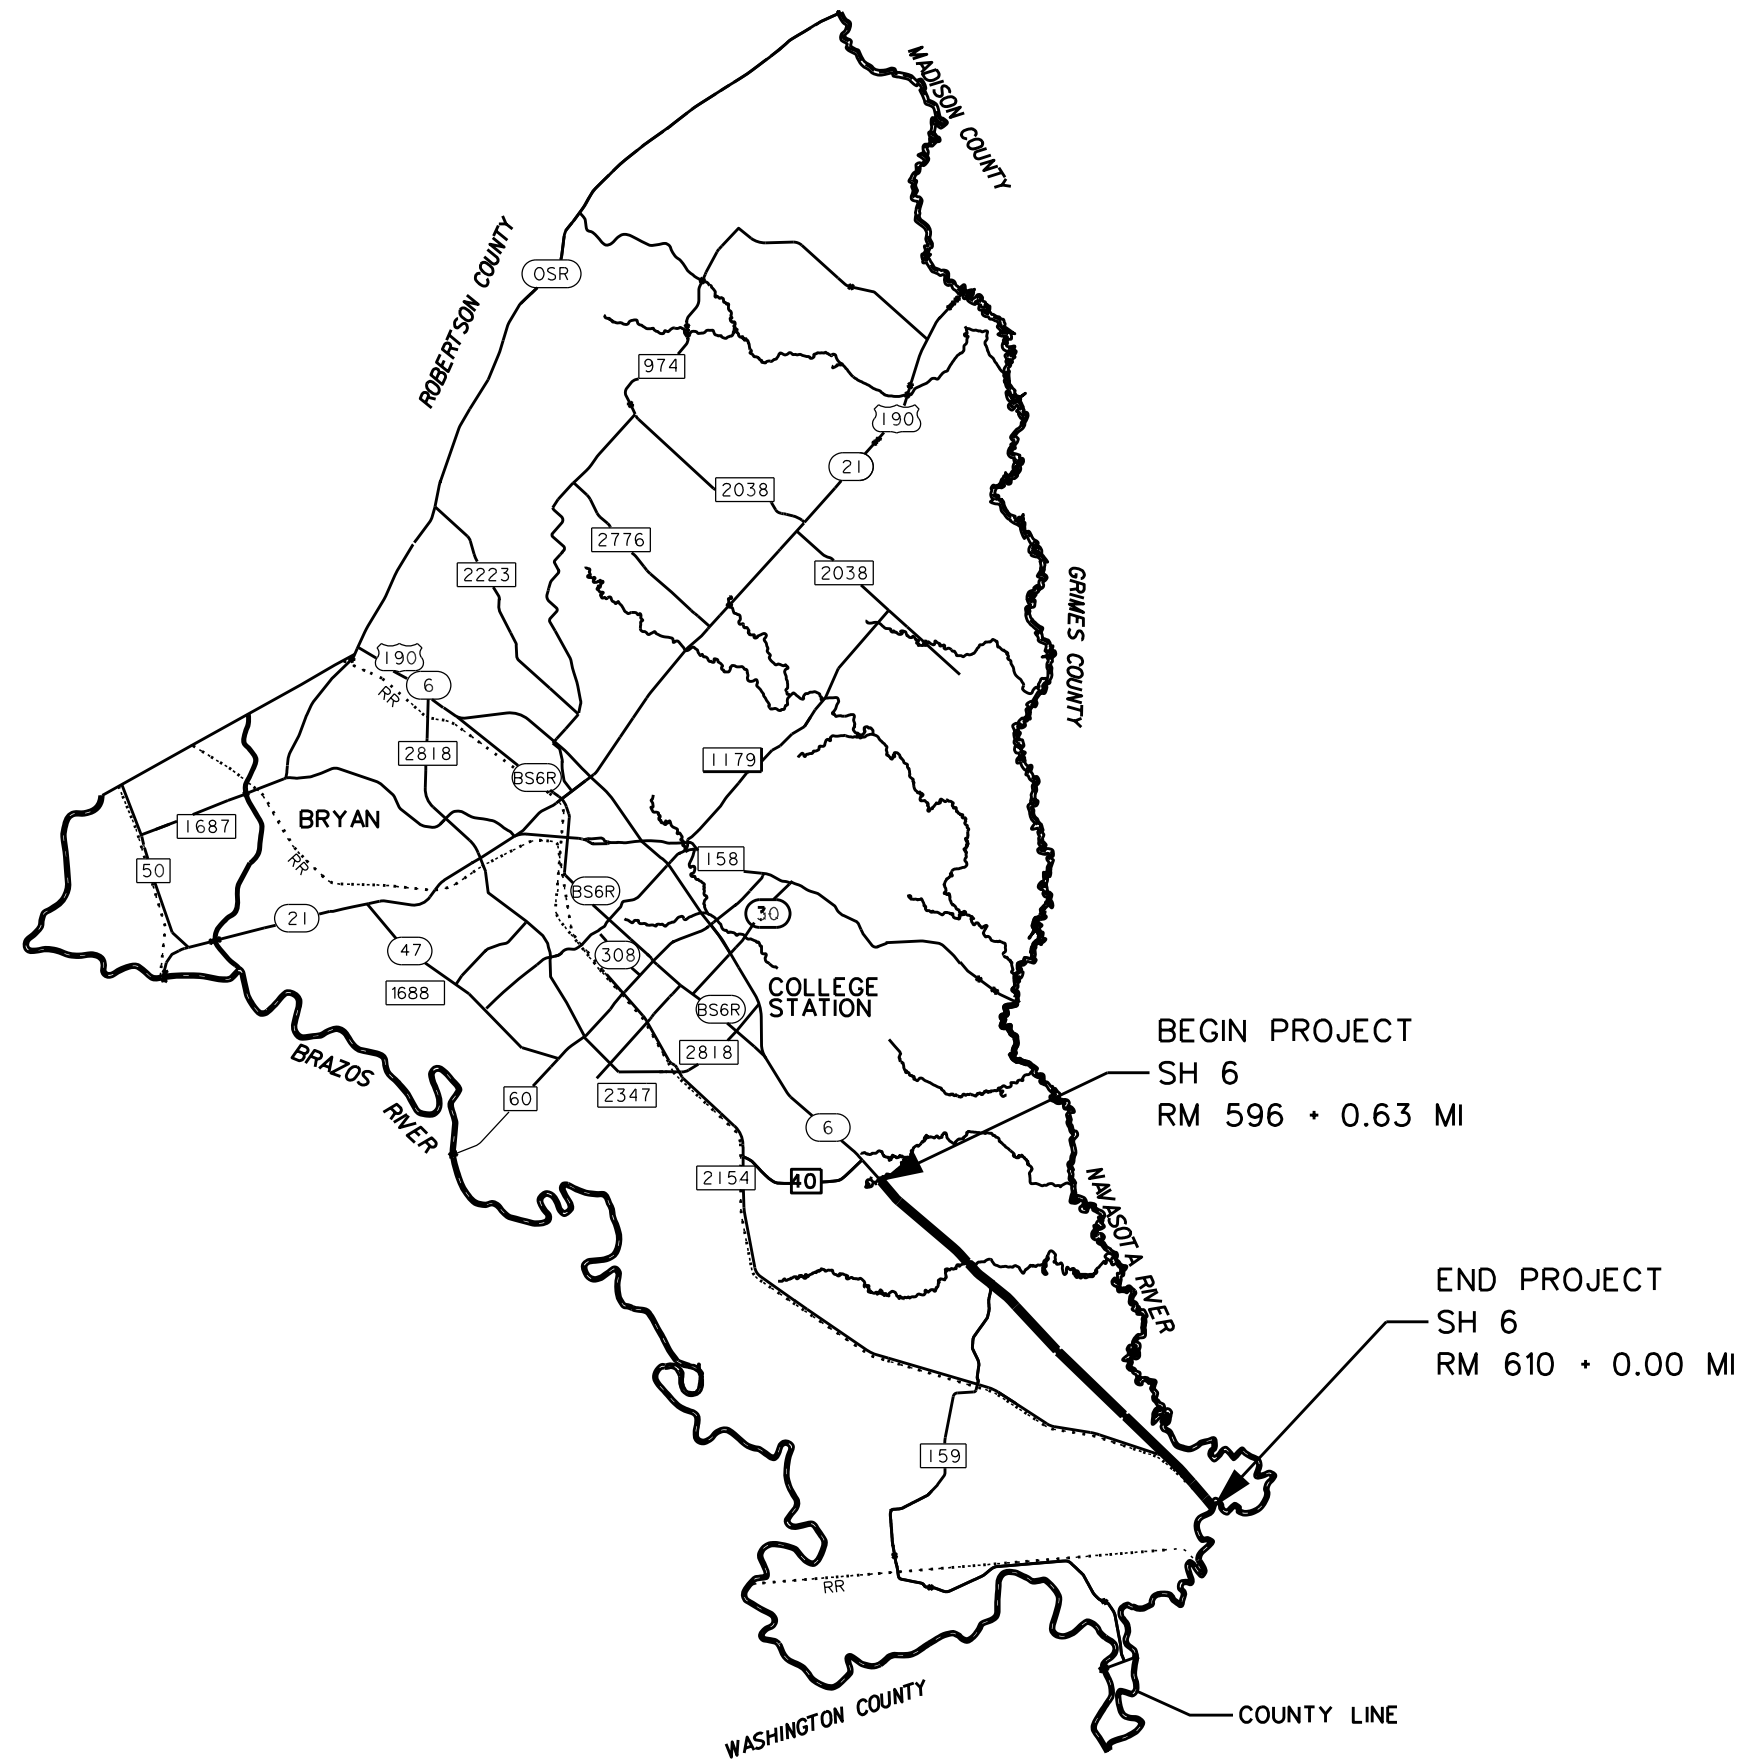 MADISON COUNTY
ROBERTSON COUNTY
OSR
974
190
21
2038
2776
2038
2223
GRIMES COUNTY
190
6
RR
2818
1179
BS6R
BRYAN
1687
RR
158
50
BS6R
30
21
47
308
1688
COLLEGE
STATION
BS6R
BEGIN PROJECT
SH 6
RM 596 + 0.63 MI
2818
BRAZOS
RIVER
60
2347
6
2154
40
NAVASOTA RIVER
END PROJECT
SH 6
RM 610 + 0.00 MI
159
RR
WASHINGTON COUNTY
COUNTY LINE